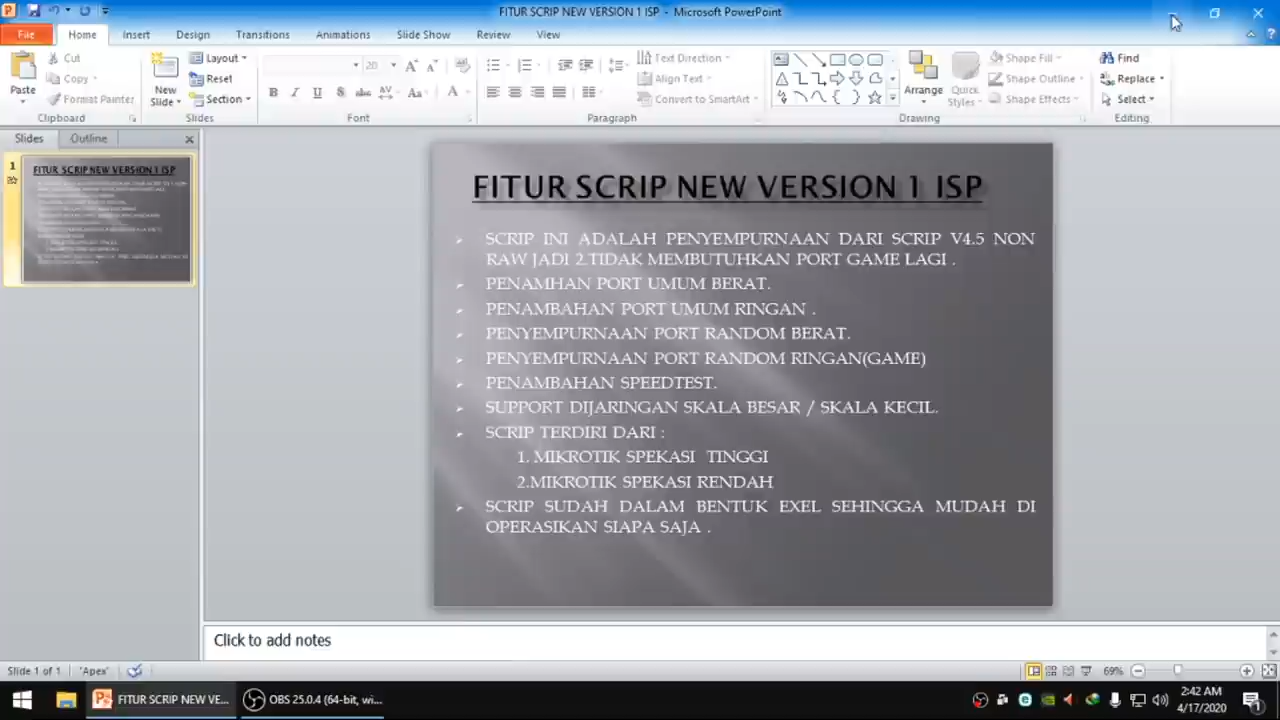 FITUR SCRIP NEW VERSION 1 ISP - Microsoft PowerPoint
File Home Insert Design Transitions Animations Slide Show Review View
Cut
Copy
Format Painter
Paste
Clipboard
New Slide
Layout
Reset
Section
Slides
20
Font
Text Direction
Align Text
Convert to SmartArt
Paragraph
Arrange
Quick Styles
Shape Fill
Shape Outline
Shape Effects
Drawing
Find
Replace
Select
Editing
Slides Outline
1
FITUR SCRIP NEW VERSION 1 ISP
FITUR SCRIP NEW VERSION 1 ISP
SCRIP INI ADALAH PENYEMPURNAAN DARI SCRIP V4.5 NON
RAW JADI 2.TIDAK MEMBUTUHKAN PORT GAME LAGI .
PENAMHAN PORT UMUM BERAT.
PENAMBAHAN PORT UMUM RINGAN .
PENYEMPURNAAN PORT RANDOM BERAT.
PENYEMPURNAAN PORT RANDOM RINGAN(GAME)
PENAMBAHAN SPEEDTEST.
SUPPORT DIJARINGAN SKALA BESAR / SKALA KECIL.
SCRIP TERDIRI DARI :
1. MIKROTIK SPEKASI TINGGI
2.MIKROTIK SPEKASI RENDAH
SCRIP SUDAH DALAM BENTUK EXEL SEHINGGA MUDAH DI
OPERASIKAN SIAPA SAJA .
Click to add notes
Slide 1 of 1 "Apex" 69%
FITUR SCRIP NEW VE... OBS 25.0.4 (64-bit, wi... 2:42 AM
4/17/2020